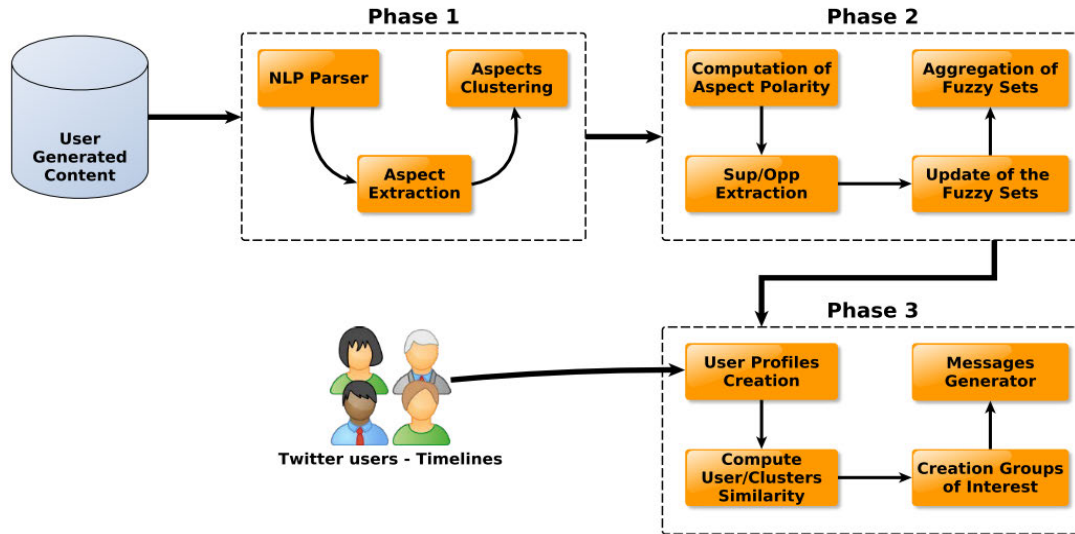 Phase 1
Phase 2
User
Generated
Content
NLP Parser
Aspects
Clustering
Aspect
Extraction
Computation of
Aspect Polarity
Aggregation of
Fuzzy Sets
Sup/Opp
Extraction
Update of the
Fuzzy Sets
Phase 3
Twitter users - Timelines
User Profiles
Creation
Messages
Generator
Compute
User/Clusters
Similarity
Creation Groups
of Interest